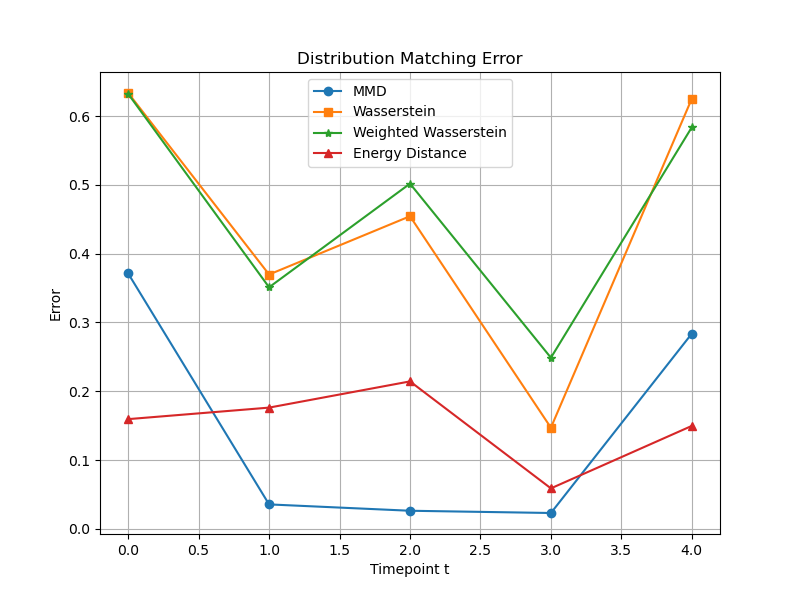 Distribution Matching Error
MMD
Wasserstein
Weighted Wasserstein
Energy Distance
Error
0.6
0.5
0.4
0.3
0.2
0.1
0.0
0.0 0.5 1.0 1.5 2.0 2.5 3.0 3.5 4.0
Timepoint t